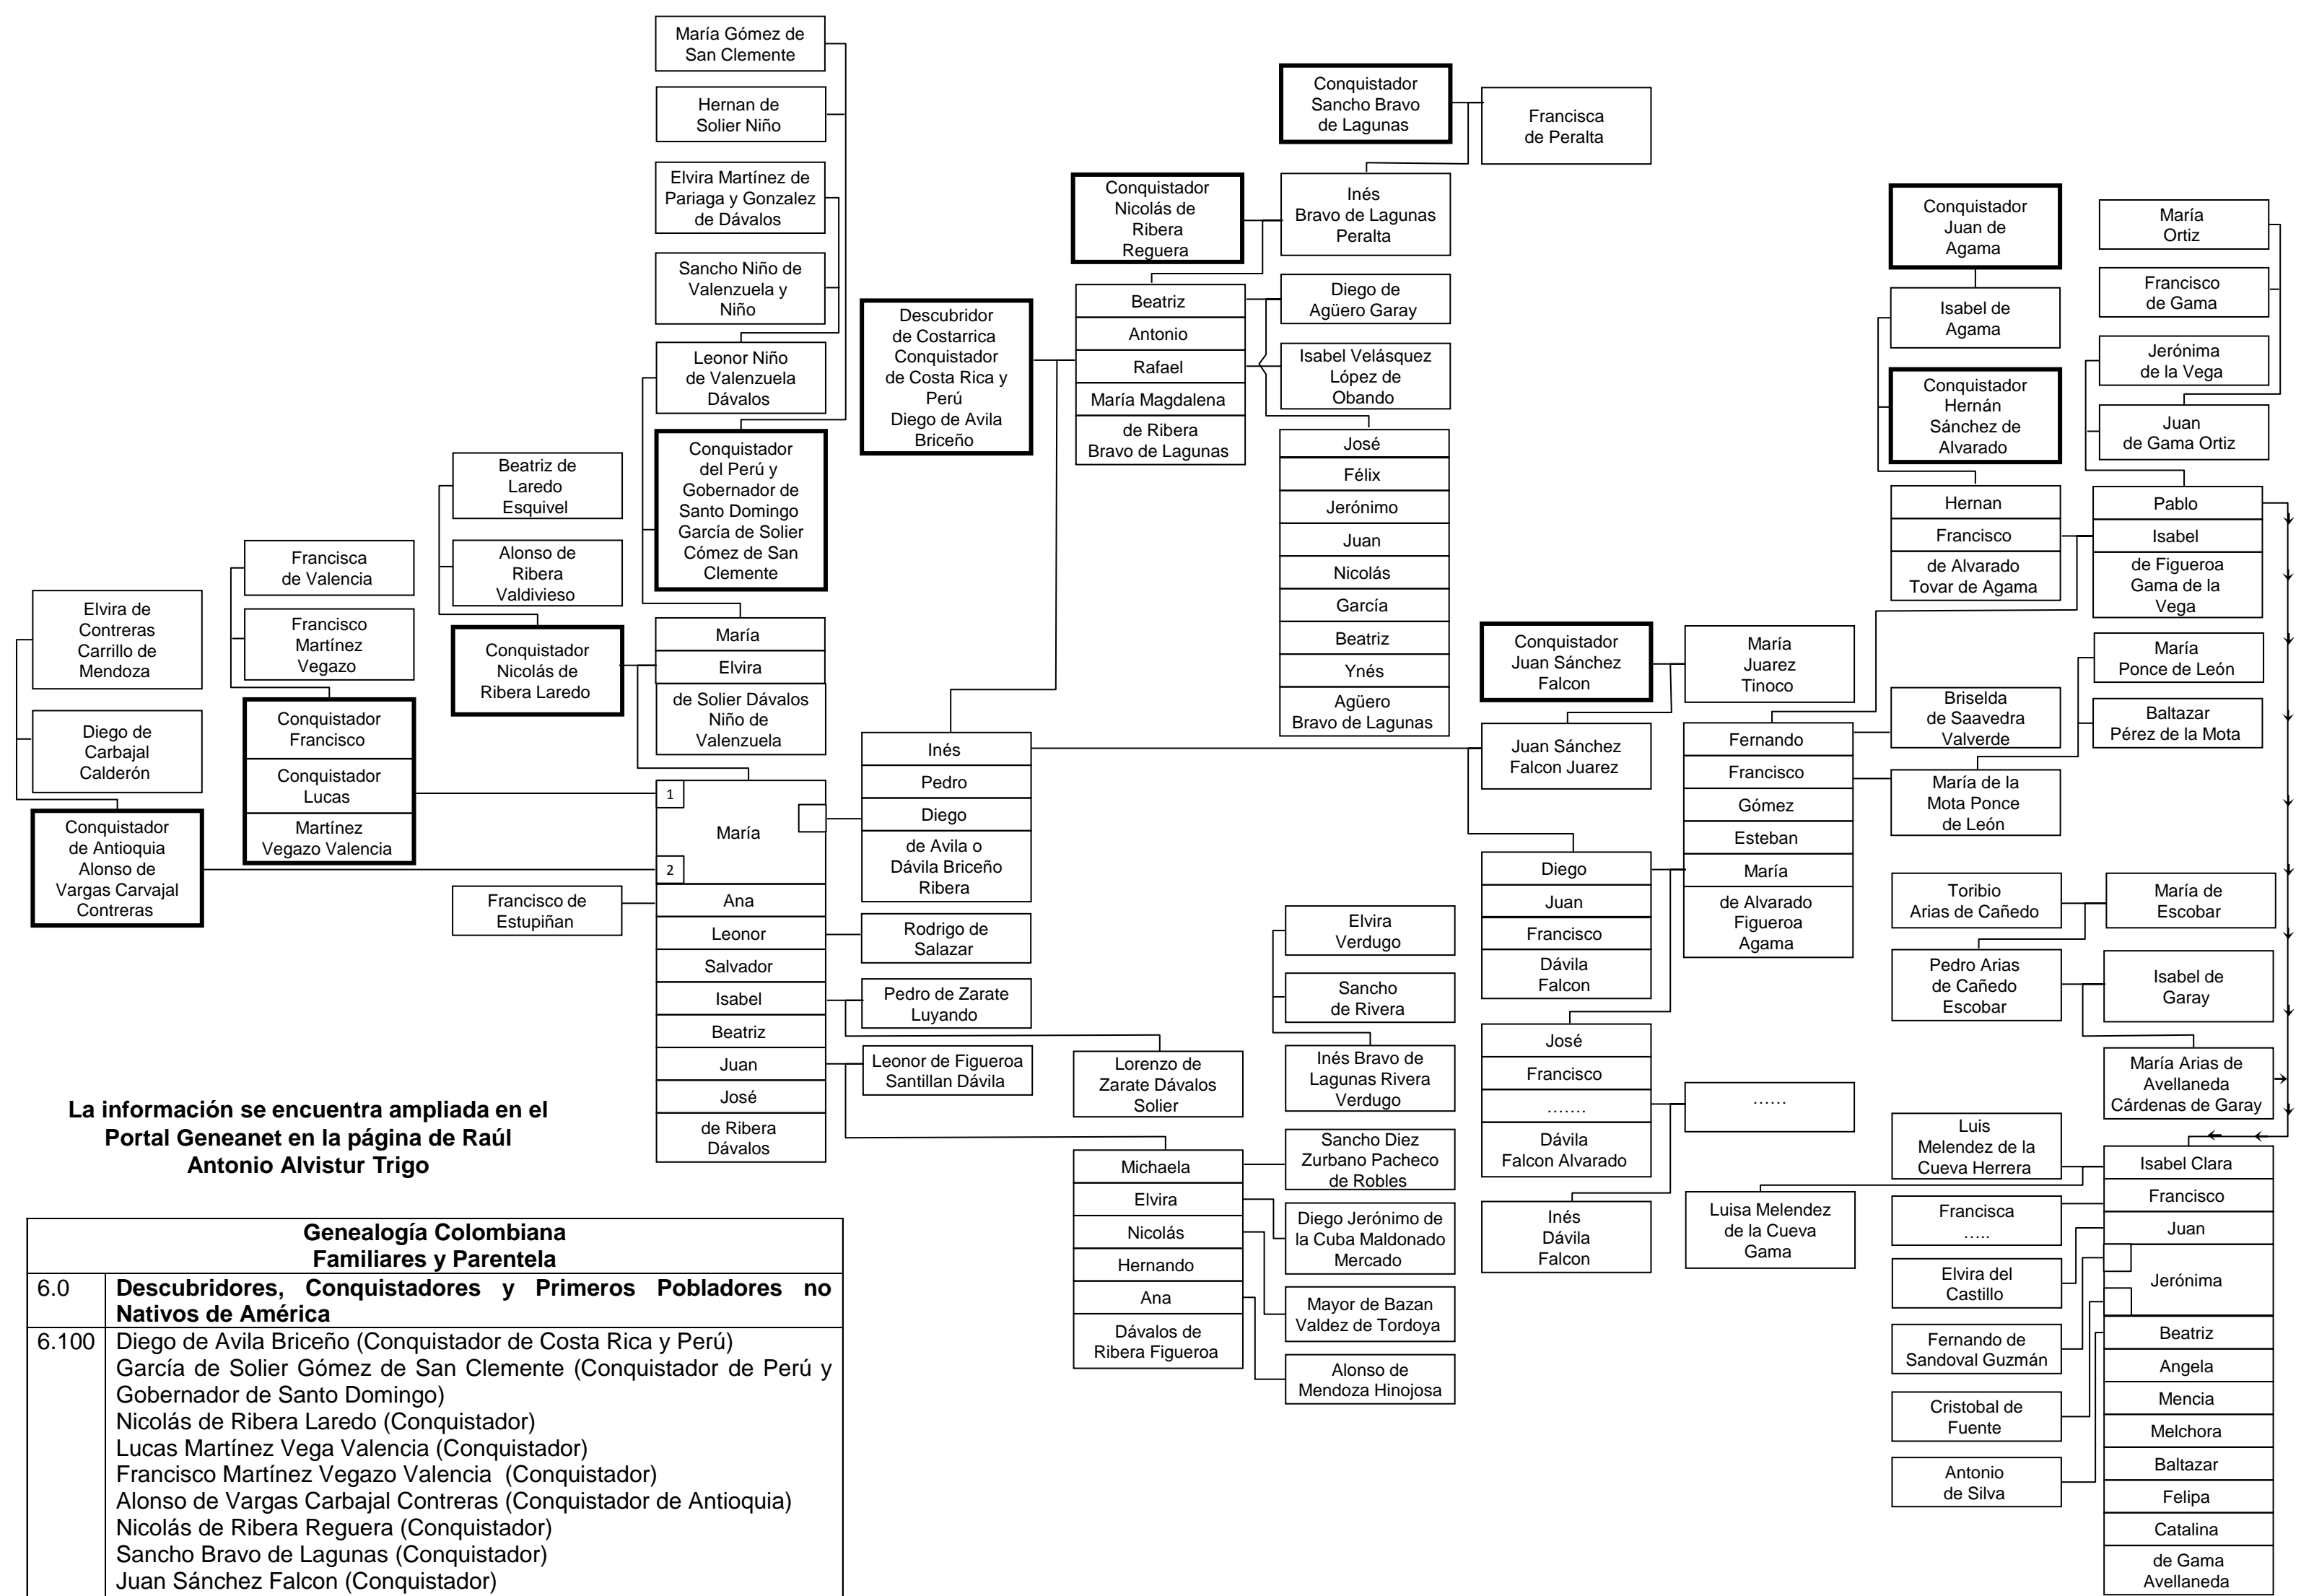 María Gómez de
San Clemente
Hernan de
Solier Niño
Elvira Martínez de
Pariaga y Gonzalez
de Dávalos
Sancho Niño de
Valenzuela y
Niño
Leonor Niño
de Valenzuela
Dávalos
Conquistador
del Perú y
Gobernador de
Santo Domingo
García de Solier
Cómez de San
Clemente
Beatriz de
Laredo
Esquivel
Alonso de
Ribera
Valdivieso
Conquistador
Nicolás de
Ribera Laredo
Francisca
de Valencia
Francisco
Martínez
Vegazo
Conquistador
Francisco
Conquistador
Lucas
Martínez
Vegazo Valencia
Elvira de
Contreras
Carrillo de
Mendoza
Diego de
Carbajal
Calderón
Conquistador
de Antioquia
Alonso de
Vargas Carvajal
Contreras
María
Elvira
de Solier Dávalos
Niño de
Valenzuela
1
María
2
Ana
Leonor
Salvador
Isabel
Beatriz
Juan
José
de Ribera
Dávalos
Francisco de
Estupiñan
Descubridor
de Costarrica
Conquistador
de Costa Rica y
Perú
Diego de Avila
Briceño
Inés
Pedro
Diego
de Avila o
Dávila Briceño
Ribera
Rodrigo de
Salazar
Pedro de Zarate
Luyando
Leonor de Figueroa
Santillan Dávila
Conquistador
Sancho Bravo
de Lagunas
Francisca
de Peralta
Conquistador
Nicolás de
Ribera
Reguera
Inés
Bravo de Lagunas
Peralta
Beatriz
Antonio
Rafael
María Magdalena
de Ribera
Bravo de Lagunas
Diego de
Agüero Garay
Isabel Velásquez
López de
Obando
José
Félix
Jerónimo
Juan
Nicolás
García
Beatriz
Ynés
Agüero
Bravo de Lagunas
Lorenzo de
Zarate Dávalos
Solier
Michaela
Elvira
Nicolás
Hernando
Ana
Dávalos de
Ribera Figueroa
Elvira
Verdugo
Sancho
de Rivera
Inés Bravo de
Lagunas Rivera
Verdugo
Sancho Diez
Zurbano Pacheco
de Robles
Diego Jerónimo de
la Cuba Maldonado
Mercado
Mayor de Bazan
Valdez de Tordoya
Alonso de
Mendoza Hinojosa
Conquistador
Juan Sánchez
Falcon
María
Juarez
Tinoco
Juan Sánchez
Falcon Juarez
Diego
Juan
Francisco
Dávila
Falcon
José
Francisco
…….
Dávila
Falcon Alvarado
……
Inés
Dávila
Falcon
Conquistador
Juan de
Agama
Isabel de
Agama
Conquistador
Hernán
Sánchez de
Alvarado
Hernan
Francisco
de Alvarado
Tovar de Agama
María
Ortiz
Francisco
de Gama
Jerónima
de la Vega
Juan
de Gama Ortiz
Pablo
Isabel
de Figueroa
Gama de la
Vega
Fernando
Francisco
Gómez
Esteban
María
de Alvarado
Figueroa
Agama
Briselda
de Saavedra
Valverde
María de la
Mota Ponce
de León
María
Ponce de León
Baltazar
Pérez de la Mota
Toribio
Arias de Cañedo
María de
Escobar
Pedro Arias
de Cañedo
Escobar
Isabel de
Garay
María Arias de
Avellaneda
Cárdenas de Garay
Luis
Melendez de la
Cueva Herrera
Luisa Melendez
de la Cueva
Gama
Francisca
…..
Elvira del
Castillo
Fernando de
Sandoval Guzmán
Cristobal de
Fuente
Antonio
de Silva
Isabel Clara
Francisco
Juan
Jerónima
Beatriz
Angela
Mencia
Melchora
Baltazar
Felipa
Catalina
de Gama
Avellaneda
La información se encuentra ampliada en el
Portal Geneanet en la página de Raúl
Antonio Alvistur Trigo
Genealogía Colombiana
Familiares y Parentela
6.0 Descubridores, Conquistadores y Primeros Pobladores no
Nativos de América
6.100 Diego de Avila Briceño (Conquistador de Costa Rica y Perú)
García de Solier Gómez de San Clemente (Conquistador de Perú y
Gobernador de Santo Domingo)
Nicolás de Ribera Laredo (Conquistador)
Lucas Martínez Vega Valencia (Conquistador)
Francisco Martínez Vegazo Valencia (Conquistador)
Alonso de Vargas Carbajal Contreras (Conquistador de Antioquia)
Nicolás de Ribera Reguera (Conquistador)
Sancho Bravo de Lagunas (Conquistador)
Juan Sánchez Falcon (Conquistador)